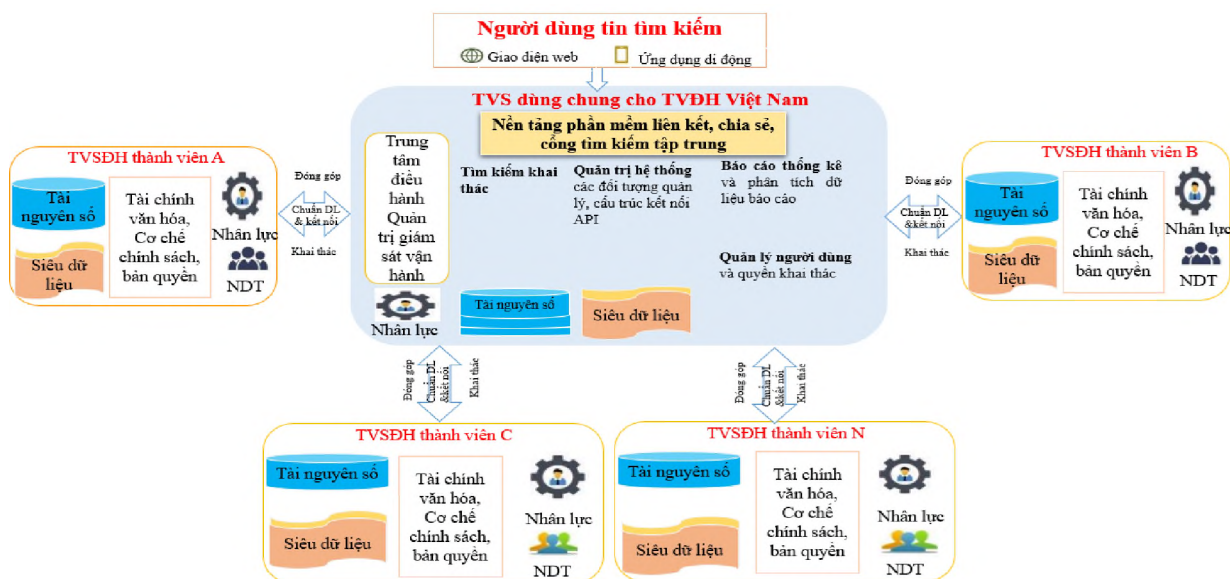 Người dùng tin tìm kiếm
Giao diện web
Ứng dụng di động
TVS dùng chung cho TVĐH Việt Nam
Nền tảng phần mềm liên kết, chia sẻ,
cổng tìm kiếm tập trung
Trung
tâm
điều
hành
Quản
trị giám
sát vận
hành
Nhân lực
Tìm kiếm khai
thác
Quản trị hệ thống
các đối tượng quản
lý, cấu trúc kết nối
API
Báo cáo thống kê
và phân tích dữ
liệu báo cáo
Quản lý người dùng
và quyền khai thác
Tài nguyên số
Siêu dữ liệu
TVSĐH thành viên A
Tài
nguyên số
Siêu dữ
liệu
Tài chính
văn hóa,
Cơ chế
chính sách,
bản quyền
Nhân lực
NDT
Đóng góp
Chuẩn DL
& kết nối
Khai thác
TVSĐH thành viên B
Tài
nguyên số
Siêu dữ
liệu
Tài chính
văn hóa,
Cơ chế
chính sách,
bản quyền
Nhân lực
NDT
Đóng góp
Chuẩn DL
& kết nối
Khai thác
Đóng góp
Chuẩn DL
&kết nối
Khai thác
Đóng góp
Chuẩn DL
&kết nối
Khai thác
TVSĐH thành viên C
Tài nguyên số
Siêu dữ liệu
Tài chính
văn hóa,
Cơ chế
chính sách,
bản quyền
Nhân lực
NDT
TVSĐH thành viên N
Tài nguyên số
Siêu dữ liệu
Tài chính
văn hóa,
Cơ chế
chính sách,
bản quyền
Nhân lực
NDT